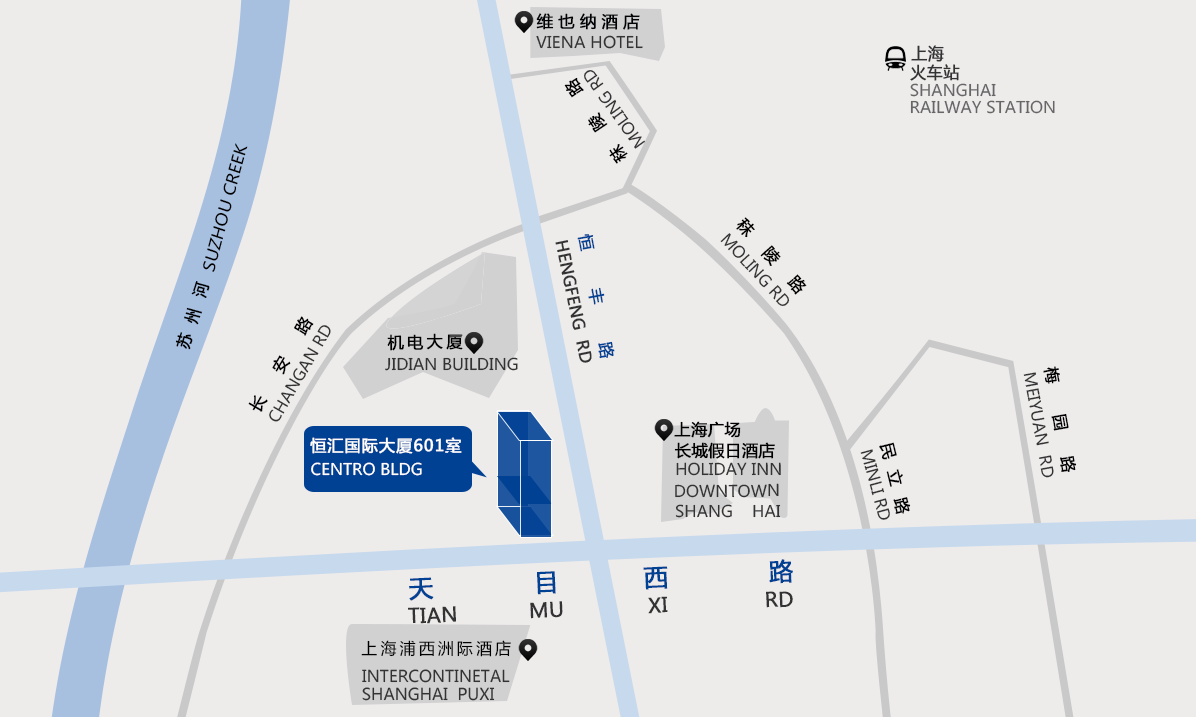 维也纳酒店
VIENA HOTEL
上海
火车站
SHANGHAI
RAILWAY STATION
秣陵路
MOLING RD
苏州河 SUZHOU CREEK
恒丰路
HENGFENG RD
秣陵路
MOLING RD
长安路
CHANGAN RD
机电大厦
JIDIAN BUILDING
恒汇国际大厦601室
CENTRO BLDG
上海广场
长城假日酒店
HOLIDAY INN
DOWNTOWN
SHANG HAI
民立路
MINLI RD
梅园路
MEIYUAN RD
天目西路
TIAN MU XI RD
上海浦西洲际酒店
INTERCONTINETAL
SHANGHAI PUXI